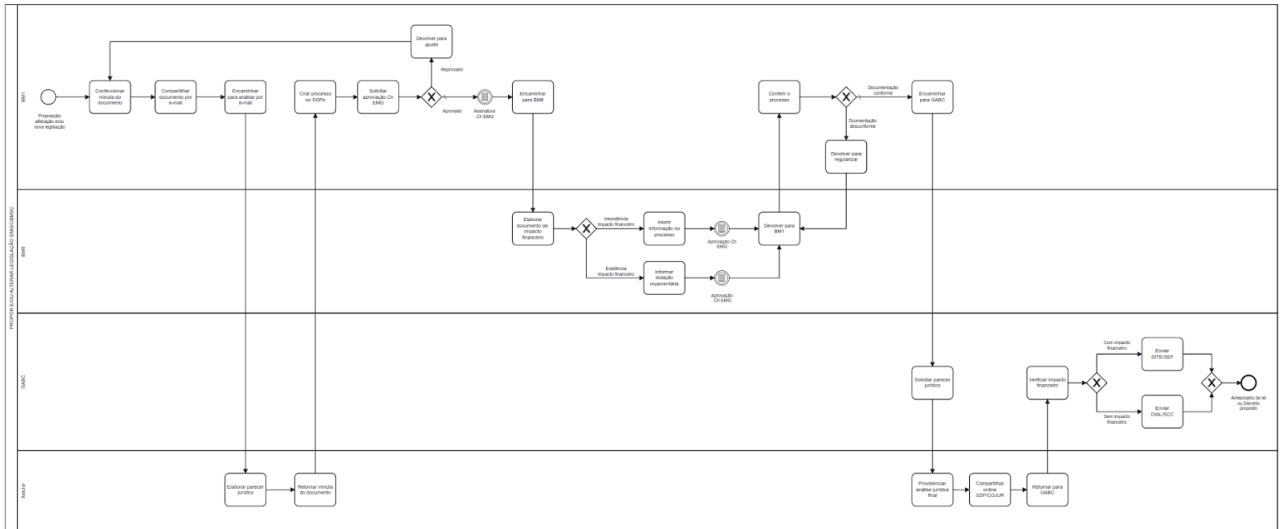 PROPOR E/OU ALTERAR LEGISLAÇÃO EMG/CBMSC
BM1
Proposição
alteração e/ou
nova legislação
Confeccionar
minuta do
documento
Compartilhar
documento por
e-mail
Encaminhar
para análise por
e-mail
Criar processo
no SGPe
Solicitar
aprovação Ch
EMG
Devolver para
ajuste
Reprovado
Aprovado
Assinatura
Ch EMG
Encaminhar
para BM6
Conferir o
processo
Documentação
conforme
Documentação
desconforme
Devolver para
regularizar
Encaminhar
para GABC
BM6
Elaborar
documento de
impacto
financeiro
Inexistência
impacto financeiro
Inserir
informação no
processo
Aprovação Ch
EMG
Devolver para
BM1
Existência
impacto financeiro
Informar
dotação
orçamentária
Aprovação
Ch EMG
GABC
Solicitar parecer
jurídico
Verificar impacto
financeiro
Com impacto
financeiro
Enviar
DITE/SEF
Sem impacto
financeiro
Enviar
DIAL/SCC
Anteprojeto de lei
ou Decreto
proposto
AssJur
Elaborar parecer
jurídico
Retornar minuta
do documento
Providenciar
análise jurídica
final
Compartilhar
online
SSP/COJUR
Retornar para
GABC